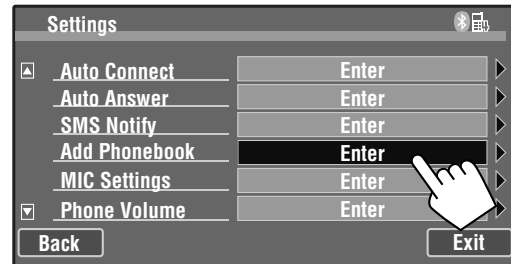 Settings
Auto Connect Enter
Auto Answer Enter
SMS Notify Enter
Add Phonebook Enter
MIC Settings Enter
Phone Volume Enter
Back Exit